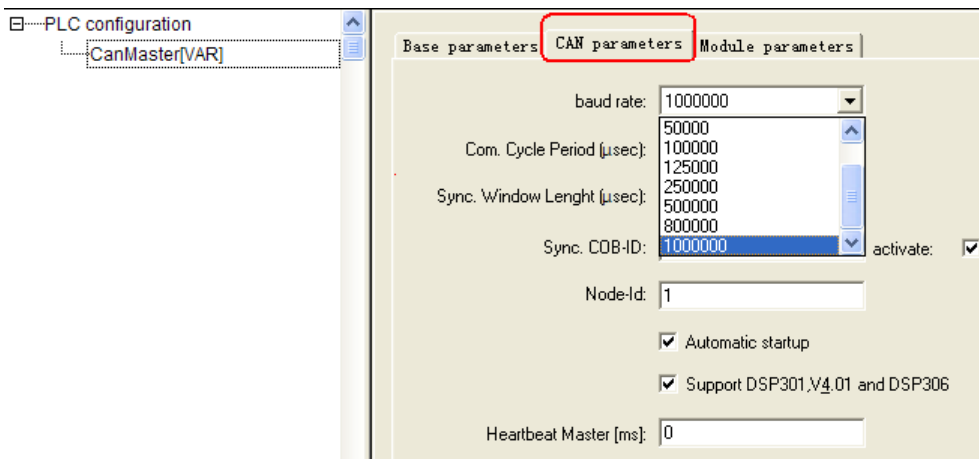 PLC configuration
CanMaster[VAR]
Base parameters CAN parameters Module parameters
baud rate: 1000000
50000
100000
Com. Cycle Period (µsec):
125000
250000
Sync. Window Lenght (µsec):
500000
800000
Sync. COB-ID: 1000000 activate:
Node-Id: 1
Automatic startup
Support DSP301,V4.01 and DSP306
Heartbeat Master [ms]: 0